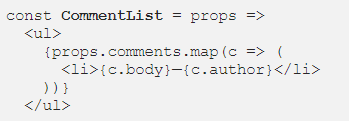 const CommentList = props =>
  <ul>
    {props.comments.map(c => (
      <li>{c.body}—{c.author}</li>
    ))}
  </ul>